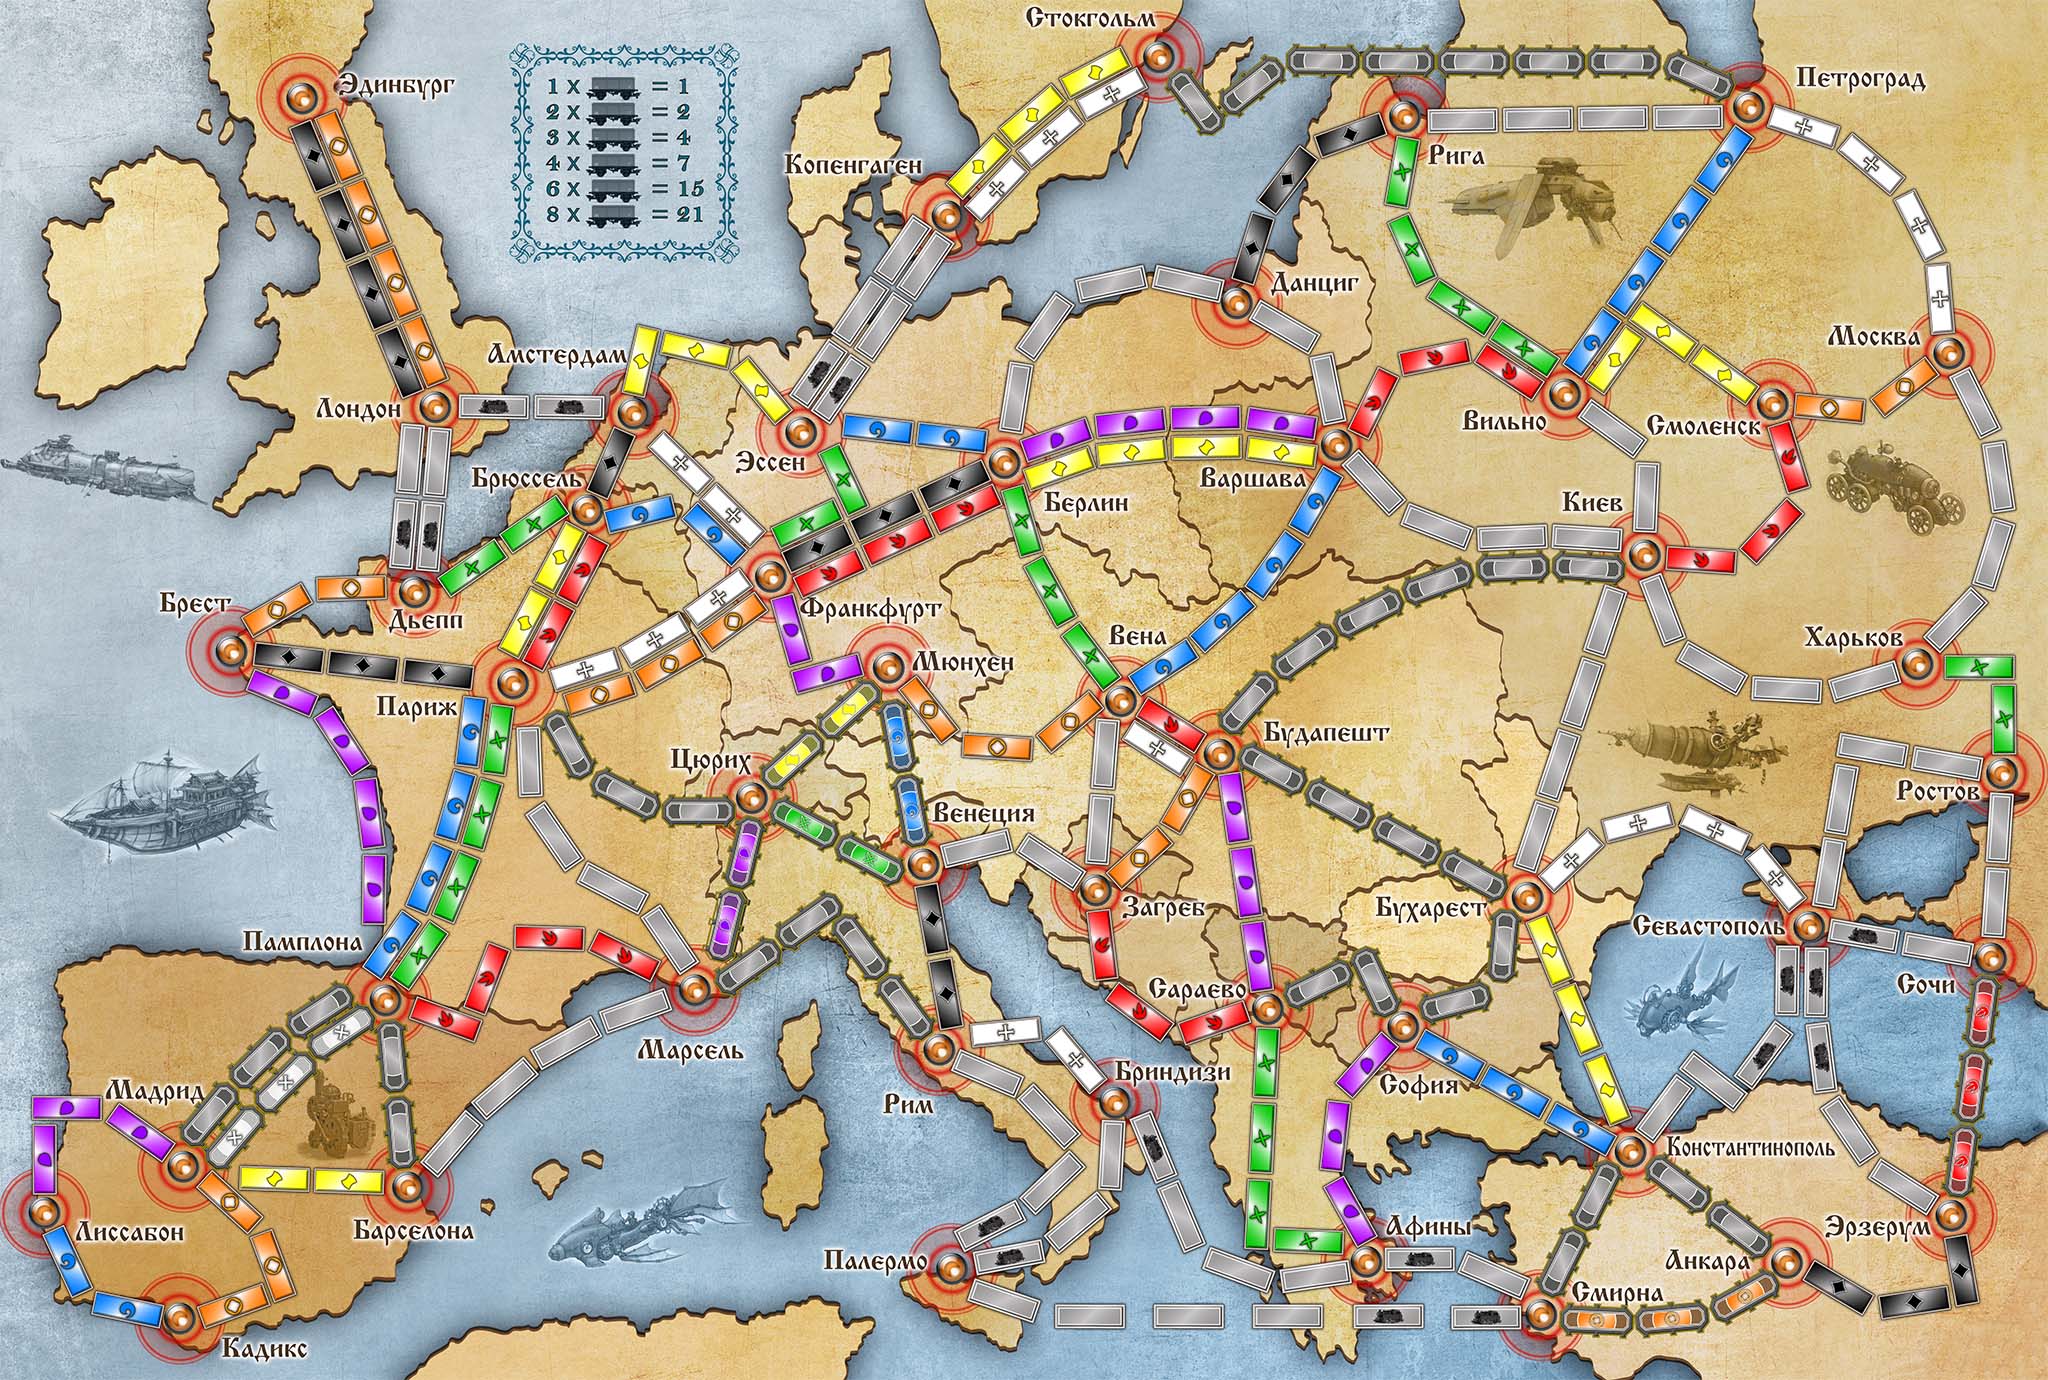 Стокгольм
Эдинбург
Петроград
1 x = 1
2 x = 2
3 x = 4
4 x = 7
6 x = 15
8 x = 21
Копенгаген
Рига
Данциг
Москва
Амстердам
Лондон
Вильно
Смоленск
Эссен
Брюссель
Берлин
Варшава
Киев
Брест
Дьепп
Франкфурт
Вена
Мюнхен
Харьков
Париж
Будапешт
Цюрих
Венеция
Ростов
Загреб
Бухарест
Севастополь
Памплона
Сараево
Сочи
Марсель
Мадрид
Бриндизи
София
Рим
Константинополь
Лиссабон
Барселона
Афины
Эрзерум
Палермо
Анкара
Смирна
Кадикс